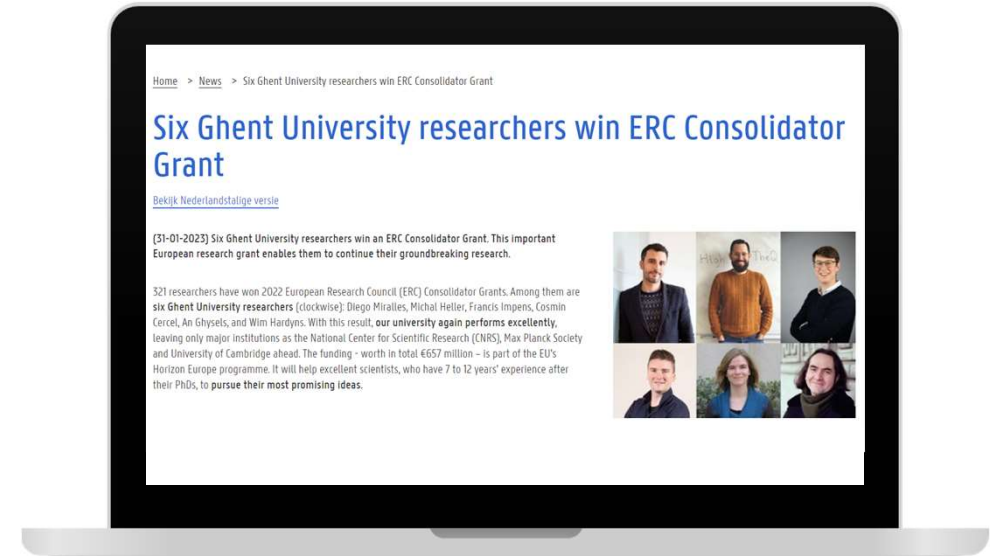 Home > News > Six Ghent University researchers win ERC Consolidator Grant
Six Ghent University researchers win ERC Consolidator
Grant
Bekijk Nederlandstalige versie
(31-01-2023) Six Ghent University researchers win an ERC Consolidator Grant. This important
European research grant enables them to continue their groundbreaking research.
321 researchers have won 2022 European Research Council (ERC) Consolidator Grants. Among them are
six Ghent University researchers (clockwise): Diego Miralles, Michal Heller, Francis Impens, Cosmin
Cercel, An Ghysels, and Wim Hardyns. With this result, our university again performs excellently,
leaving only major institutions as the National Center for Scientific Research (CNRS), Max Planck Society
and University of Cambridge ahead. The funding - worth in total €657 million – is part of the EU's
Horizon Europe programme. It will help excellent scientists, who have 7 to 12 years' experience after
their PhDs, to pursue their most promising ideas.